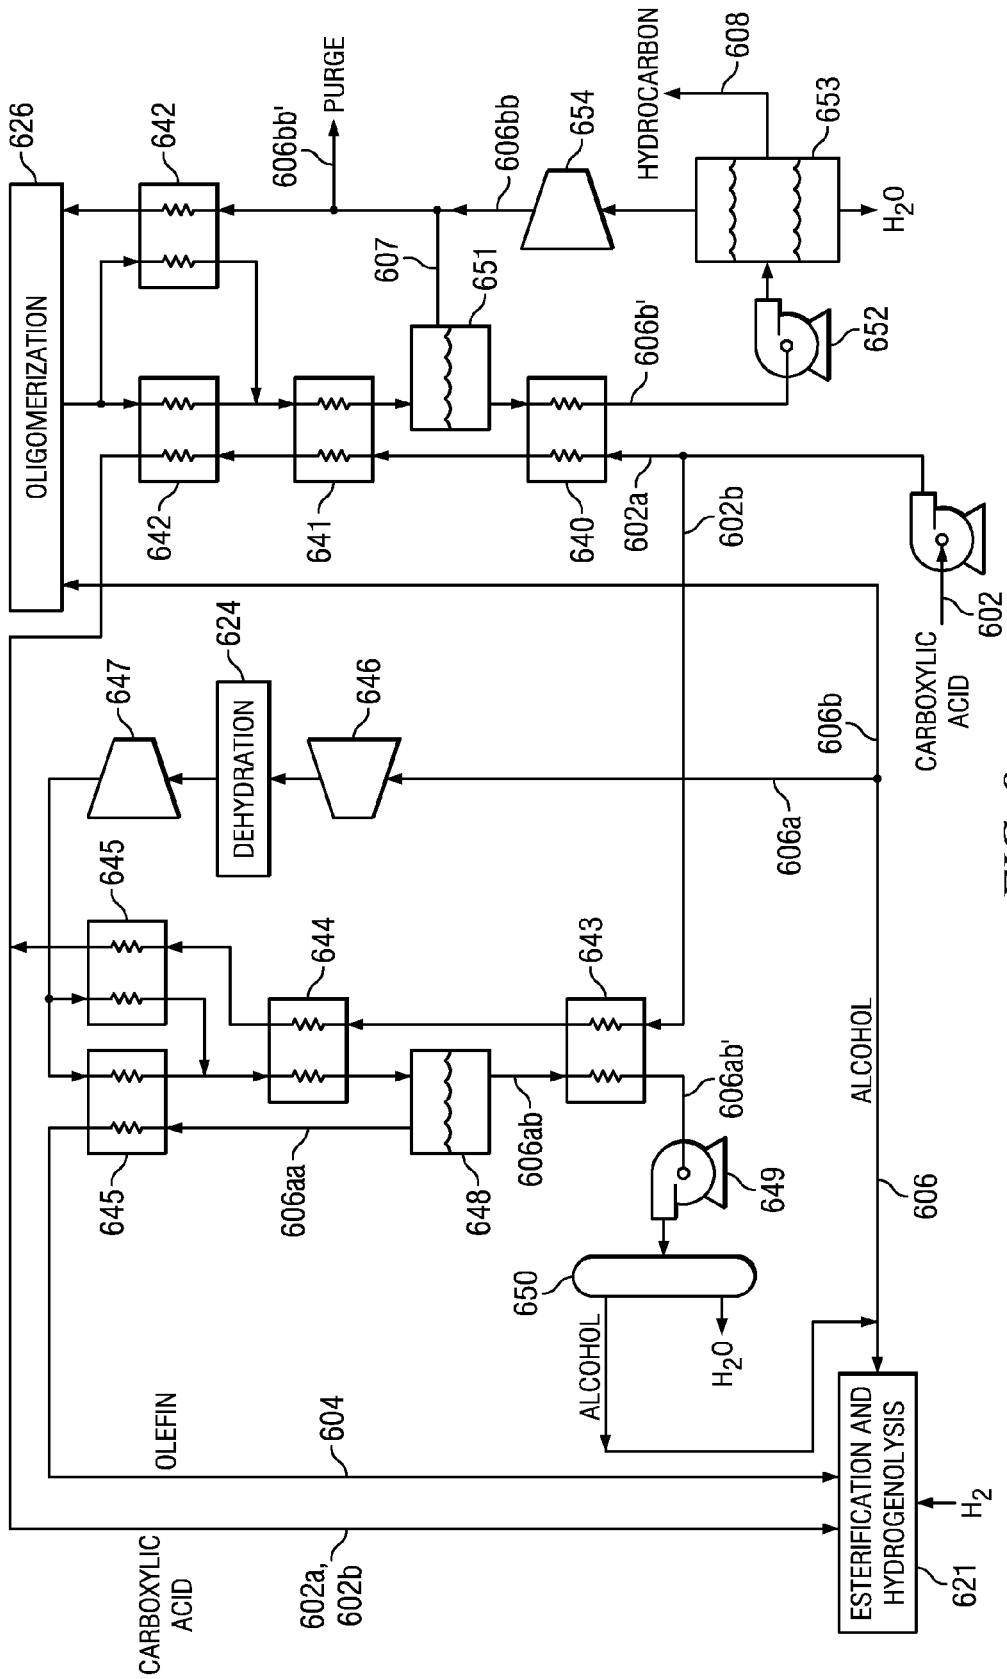 626
OLIGOMERIZATION
642
606bb'
PURGE
642
641
607
651
606bb
654
HYDROCARBON
608
653
H2O
640
606b'
652
602a
602b
602
CARBOXYLIC
ACID
647
624
DEHYDRATION
646
606a
606b
645
644
643
645
606aa
648
606ab
606ab'
649
650
ALCOHOL
H2O
ALCOHOL
606
OLEFIN
604
CARBOXYLIC
ACID
602a,
602b
ESTERIFICATION AND
HYDROGENOLYSIS
621
H2